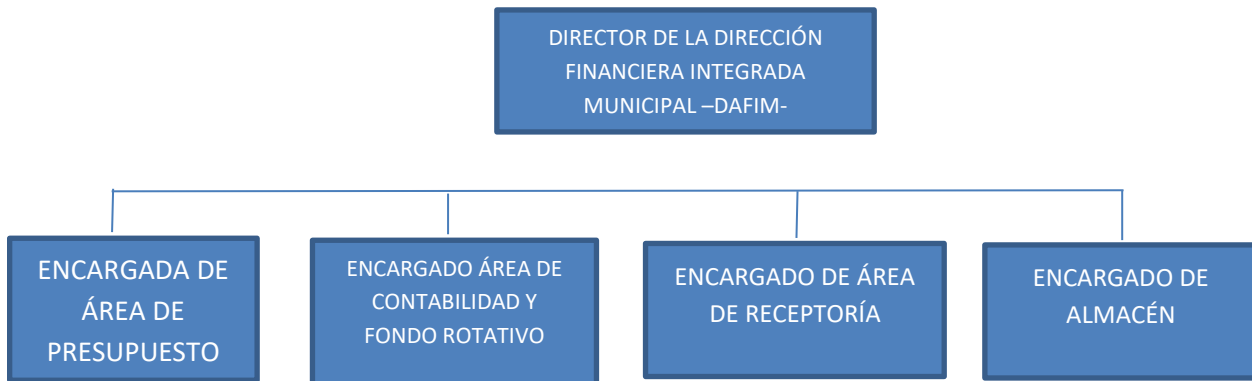 DIRECTOR DE LA DIRECCIÓN
FINANCIERA INTEGRADA
MUNICIPAL –DAFIM-
ENCARGADA DE
ÁREA DE
PRESUPUESTO
ENCARGADO ÁREA DE
CONTABILIDAD Y
FONDO ROTATIVO
ENCARGADO DE ÁREA
DE RECEPTORÍA
ENCARGADO DE
ALMACÉN